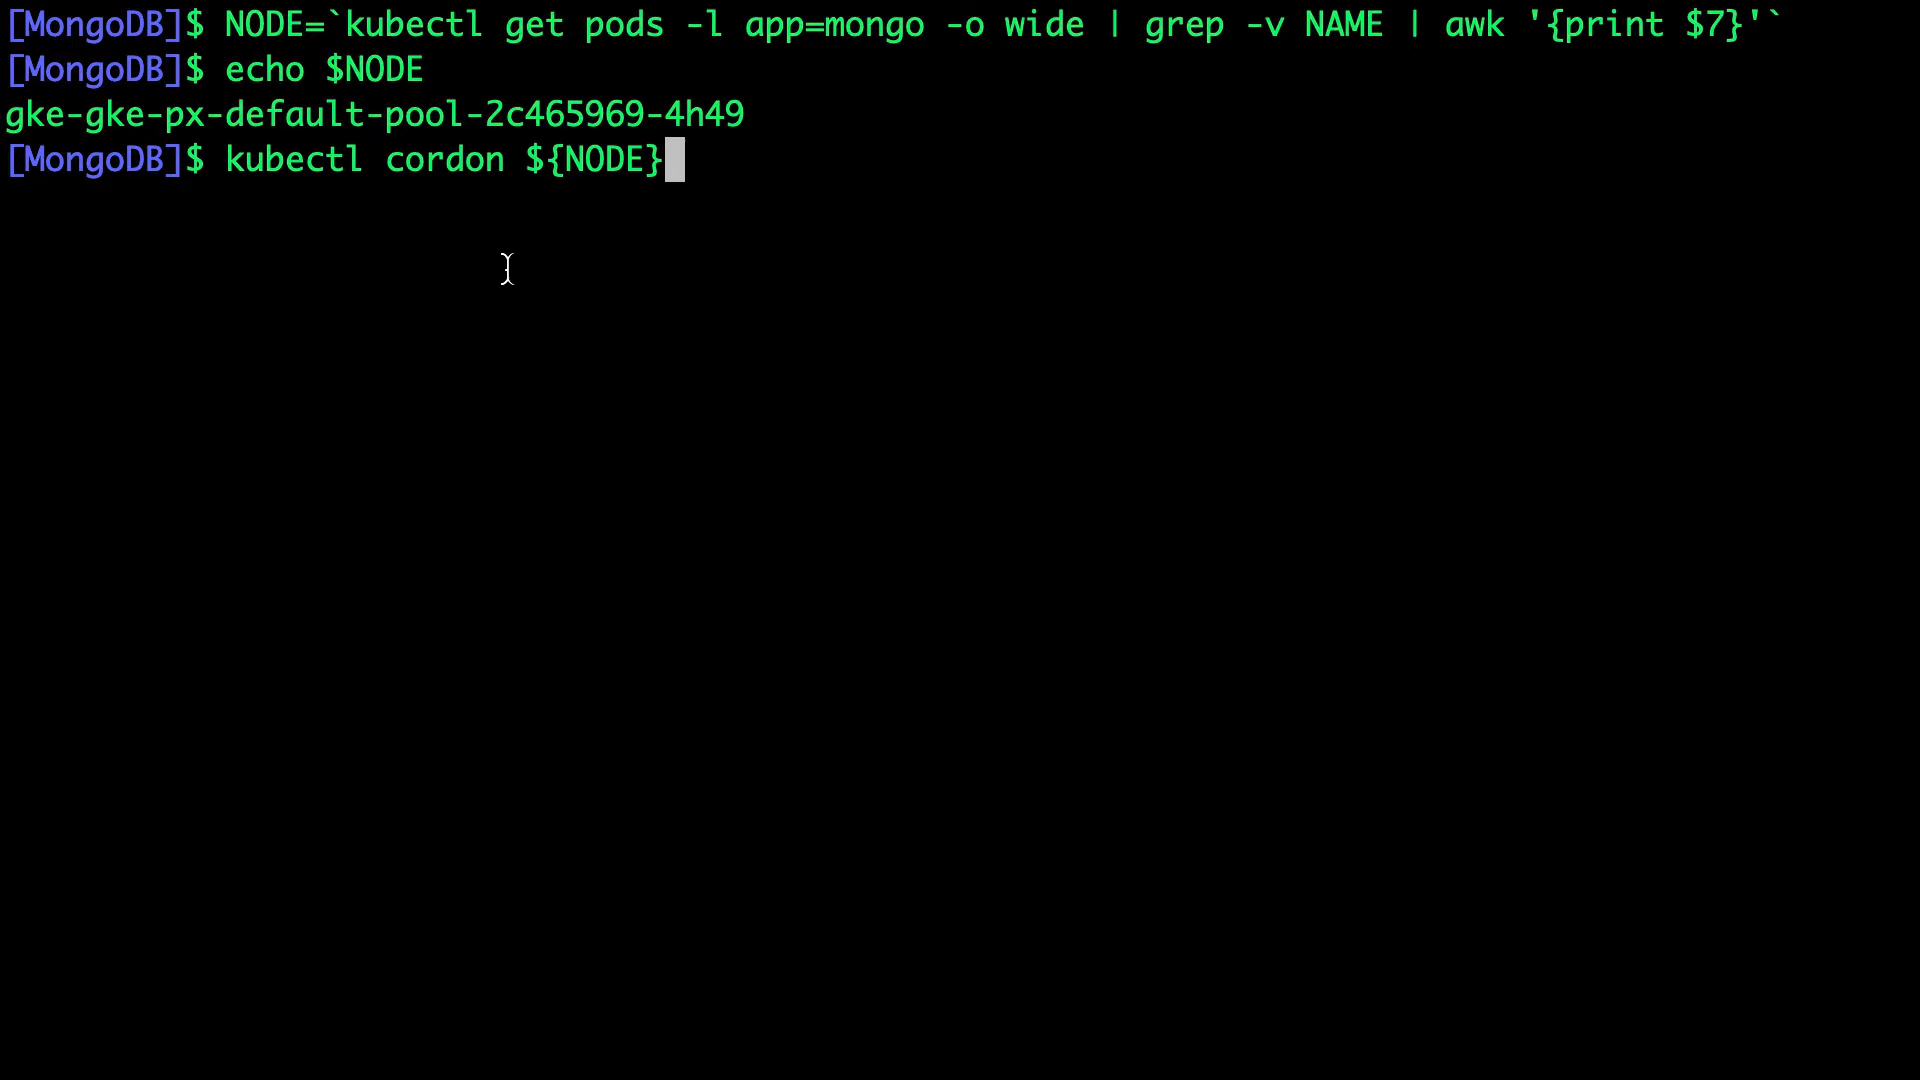 [MongoDB]$ NODE=`kubectl get pods -l app=mongo -o wide | grep -v NAME | awk '{print $7}'`
[MongoDB]$ echo $NODE
gke-gke-px-default-pool-2c465969-4h49
[MongoDB]$ kubectl cordon ${NODE}